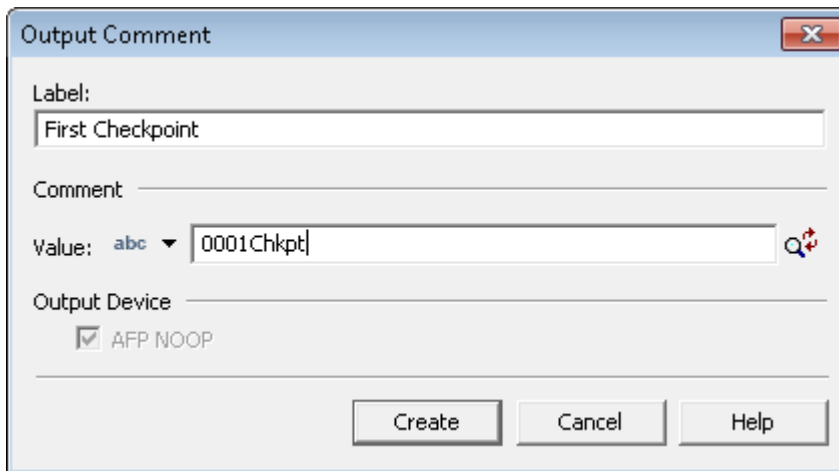 Output Comment
Label:
First Checkpoint
Comment
Value: abc 0001Chkpt
Output Device
AFP NOOP
Create Cancel Help